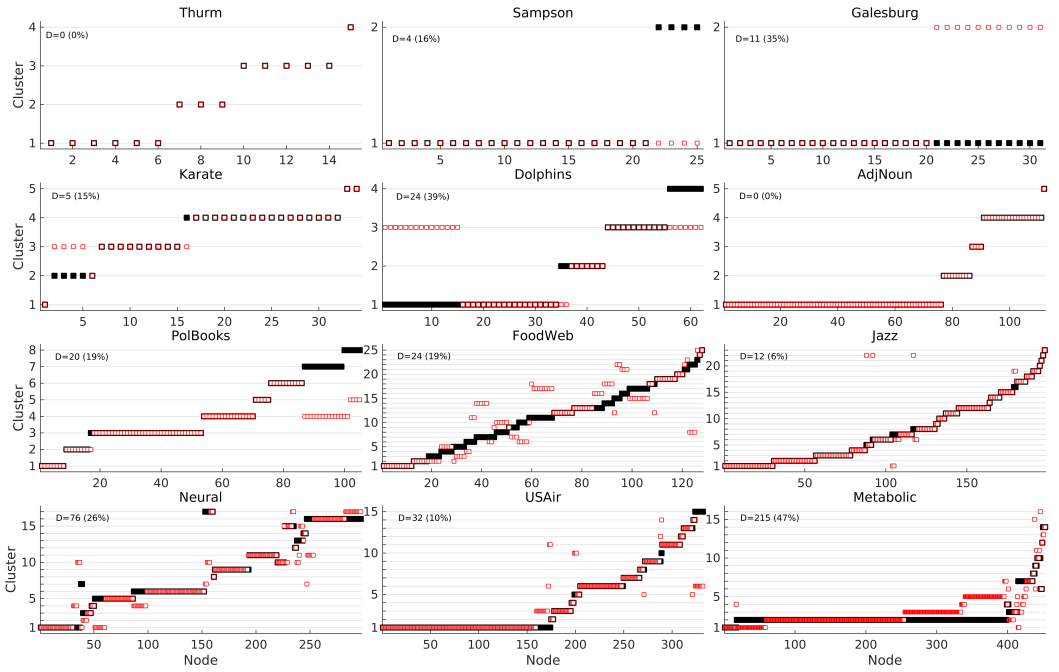 Thurm
Sampson
Galesburg
D=0 (0%)
D=4 (16%)
D=11 (35%)
Cluster
4
3
2
1
2 4 6 8 10 12 14
2
1
5 10 15 20 25
2
1
5 10 15 20 25 30
Karate
Dolphins
AdjNoun
D=5 (15%)
D=24 (39%)
D=0 (0%)
Cluster
5
4
3
2
1
5 10 15 20 25 30
4
3
2
1
10 20 30 40 50 60
5
4
3
2
1
20 40 60 80 100
PolBooks
FoodWeb
Jazz
D=20 (19%)
D=24 (19%)
D=12 (6%)
Cluster
8
7
6
5
4
3
2
1
20 40 60 80 100
25
20
15
10
5
1
20 40 60 80 100 120
20
15
10
5
1
50 100 150
Neural
USAir
Metabolic
D=76 (26%)
D=32 (10%)
D=215 (47%)
Cluster
15
10
5
1
50 100 150 200 250
Node
15
10
5
1
50 100 150 200 250 300
Node
15
10
5
1
100 200 300 400
Node